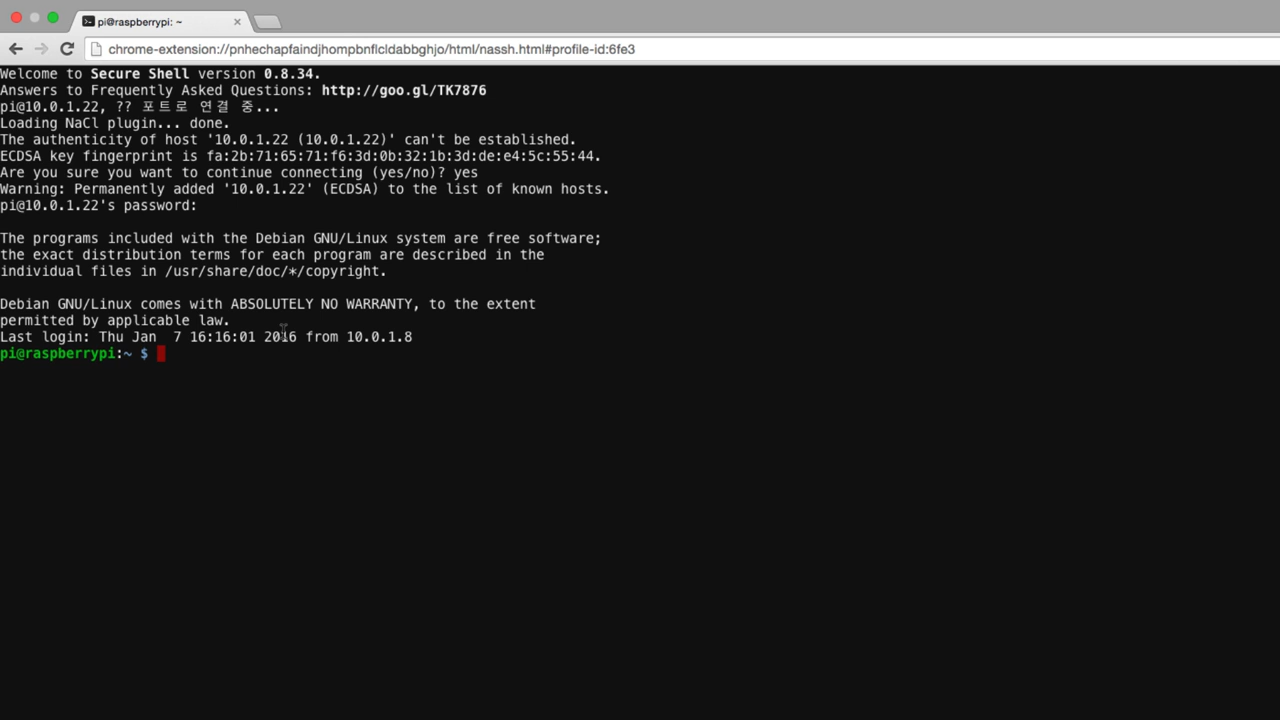 pi@raspberrypi: ~
chrome-extension://pnhechapfaindjhompbnflcldabbghjo/html/nassh.html#profile-id:6fe3
Welcome to Secure Shell version 0.8.34.
Answers to Frequently Asked Questions: http://goo.gl/TK7876
pi@10.0.1.22, ?? 포트로 연결 중...
Loading NaCl plugin... done.
The authenticity of host '10.0.1.22 (10.0.1.22)' can't be established.
ECDSA key fingerprint is fa:2b:71:65:71:f6:3d:0b:32:1b:3d:de:e4:5c:55:44.
Are you sure you want to continue connecting (yes/no)? yes
Warning: Permanently added '10.0.1.22' (ECDSA) to the list of known hosts.
pi@10.0.1.22's password:
The programs included with the Debian GNU/Linux system are free software;
the exact distribution terms for each program are described in the
individual files in /usr/share/doc/*/copyright.
Debian GNU/Linux comes with ABSOLUTELY NO WARRANTY, to the extent
permitted by applicable law.
Last login: Thu Jan  7 16:16:01 2016 from 10.0.1.8
pi@raspberrypi:~ $